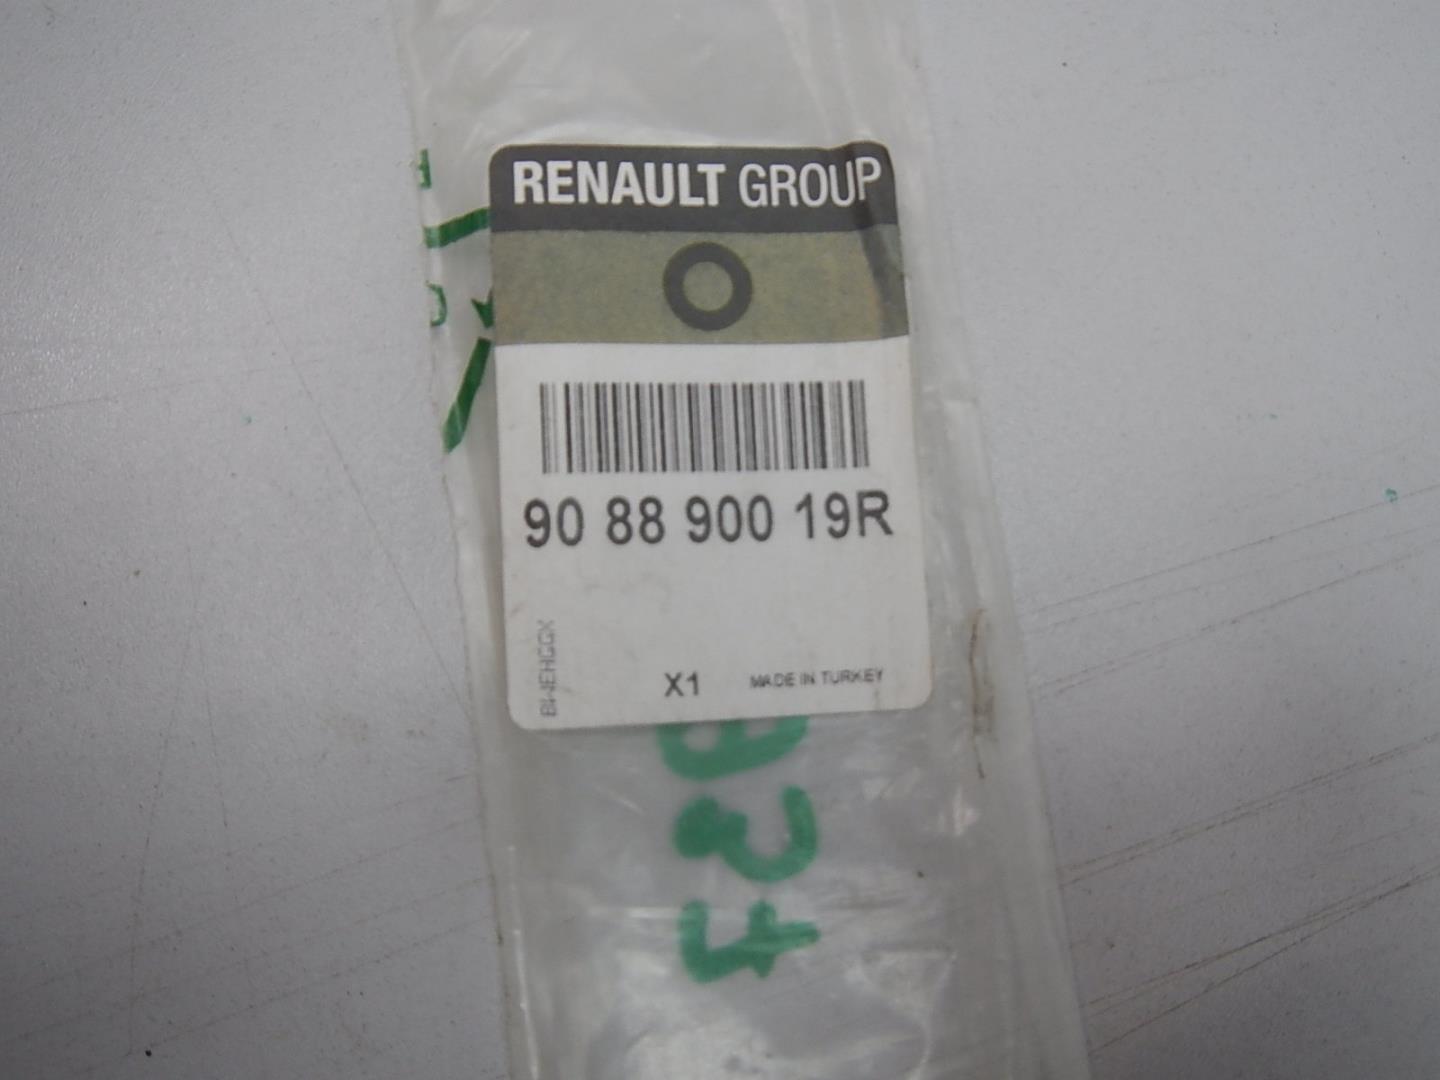 RENAULT GROUP
90 88 900 19R
X1
MADE IN TURKEY